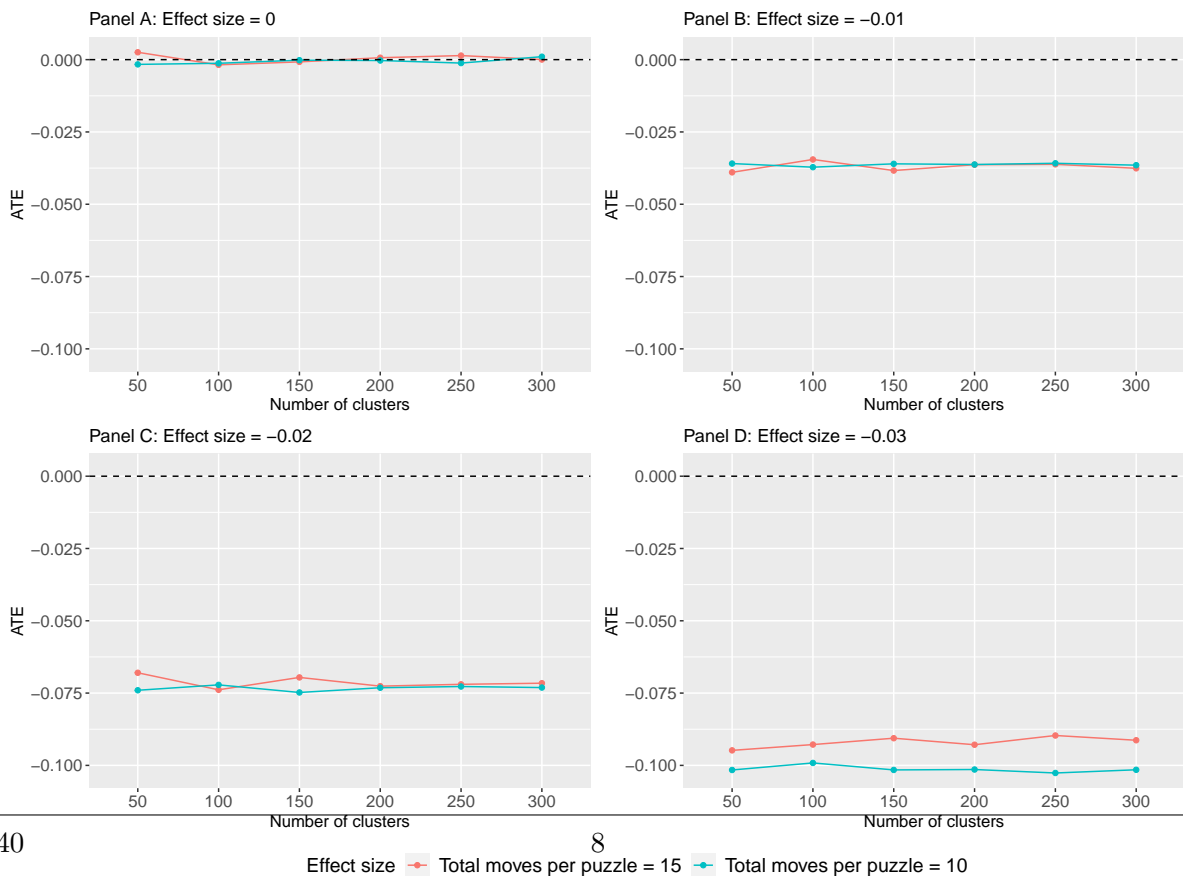 Panel A: Effect size = 0
0.000
−0.025
−0.050
−0.075
−0.100
ATE
50 100 150 200 250 300
Number of clusters
Panel B: Effect size = −0.01
0.000
−0.025
−0.050
−0.075
−0.100
ATE
50 100 150 200 250 300
Number of clusters
Panel C: Effect size = −0.02
0.000
−0.025
−0.050
−0.075
−0.100
ATE
50 100 150 200 250 300
Number of clusters
Panel D: Effect size = −0.03
0.000
−0.025
−0.050
−0.075
−0.100
ATE
50 100 150 200 250 300
Number of clusters
40 8
Effect size Total moves per puzzle = 15 Total moves per puzzle = 10